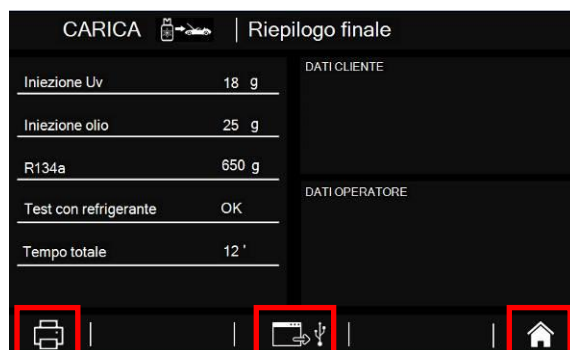 CARICA | Riepilogo finale
Iniezione Uv 18 g
Iniezione olio 25 g
R134a 650 g
Test con refrigerante OK
Tempo totale 12 '
DATI CLIENTE
DATI OPERATORE